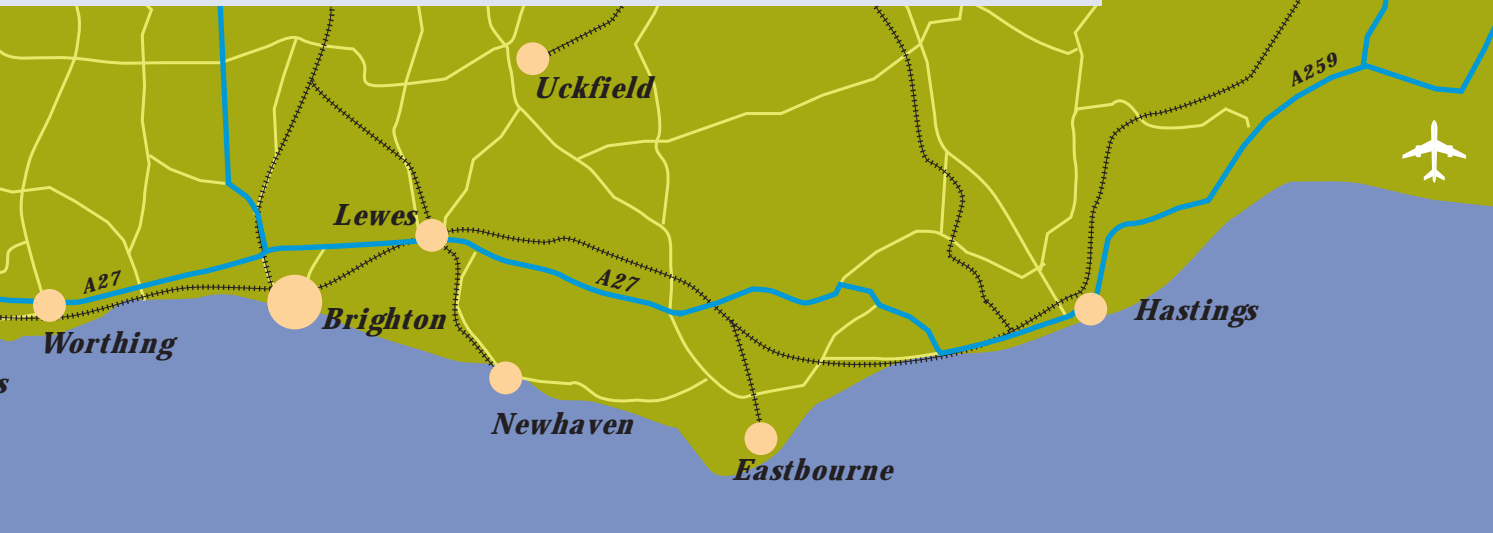 Uckfield
A259
Lewes
A27
A27
Brighton
Hastings
Worthing
s
Newhaven
Eastbourne